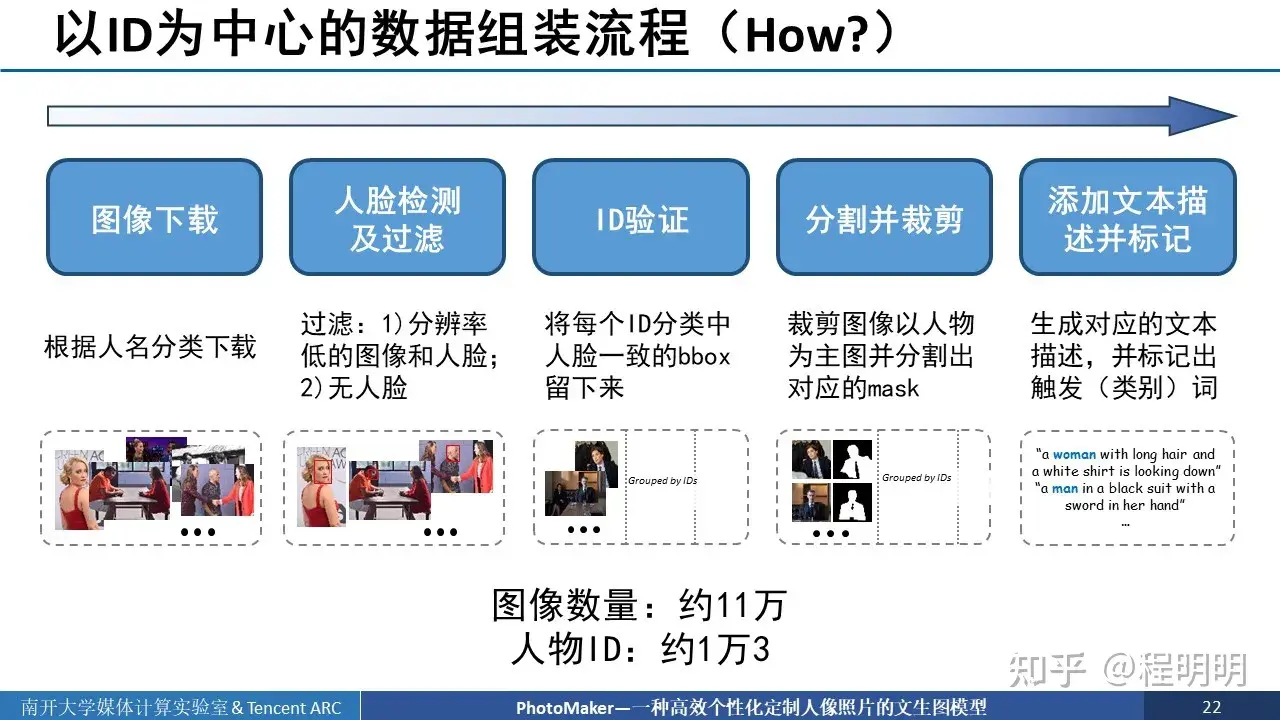 以ID为中心的数据组装流程（How?）
图像下载
人脸检测
及过滤
ID验证
分割并裁剪
添加文本描
述并标记
根据人名分类下载
过滤：1)分辨率
低的图像和人脸；
2)无人脸
将每个ID分类中
人脸一致的bbox
留下来
裁剪图像以人物
为主图并分割出
对应的mask
生成对应的文本
描述，并标记出
触发（类别）词
Grouped by IDs
Grouped by IDs
“a woman with long hair and
a white shirt is looking down”
“a man in a black suit with a
sword in her hand”
…
图像数量：约11万
人物ID：约1万3
知乎 @程明明
南开大学媒体计算实验室& Tencent ARC
PhotoMaker—一种高效个性化定制人像照片的文生图模型
22